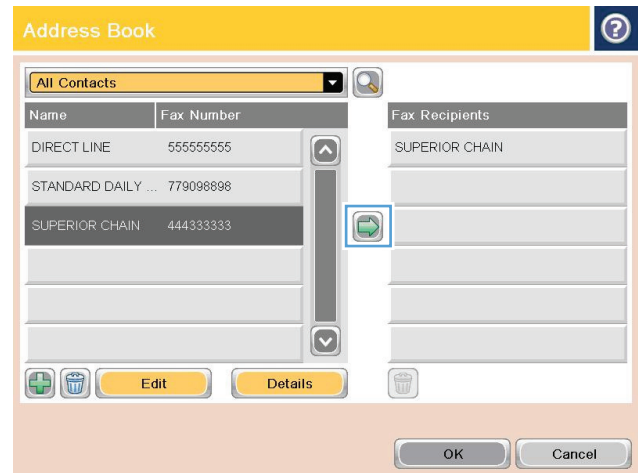 Address Book
?
All Contacts
Name Fax Number
DIRECT LINE 555555555
STANDARD DAILY ... 779098898
SUPERIOR CHAIN 444333333
Edit Details
Fax Recipients
SUPERIOR CHAIN
OK Cancel